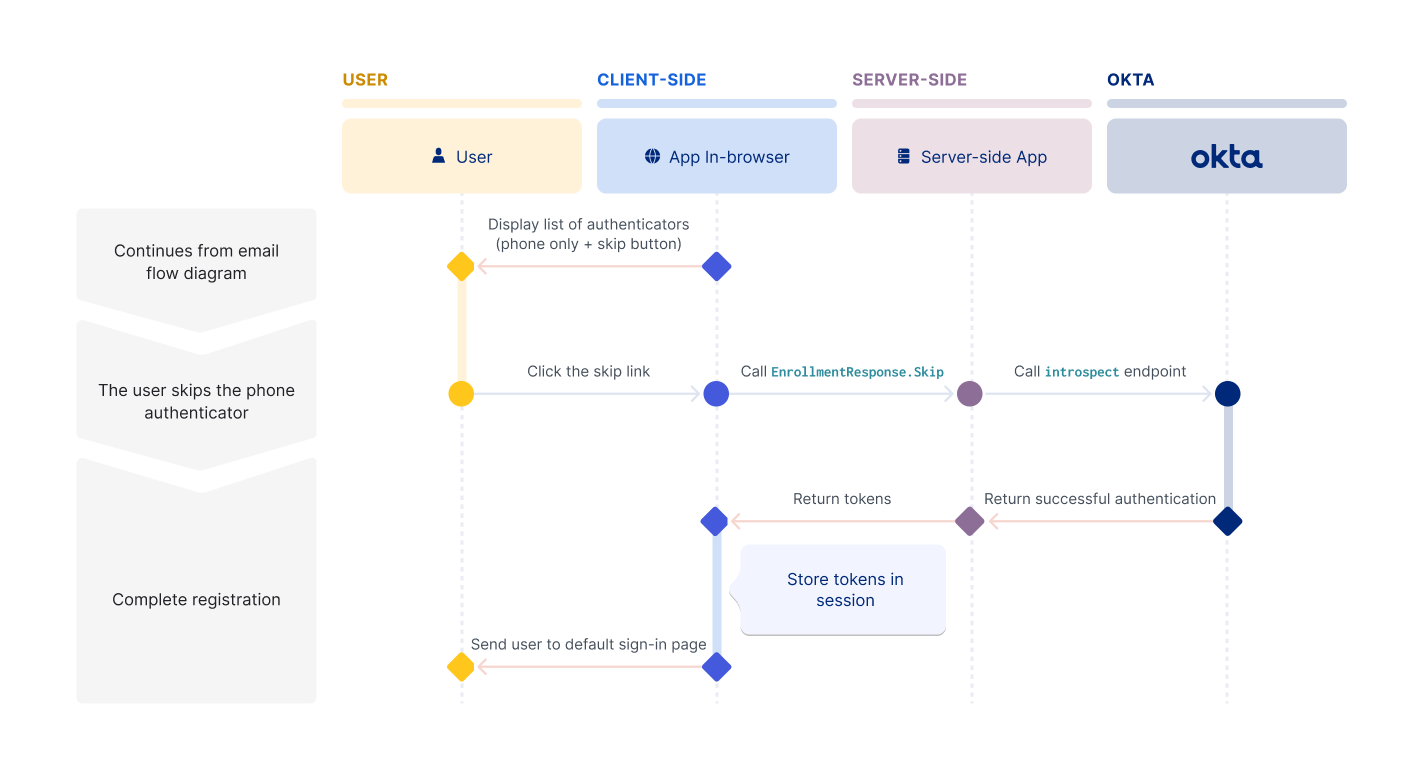 USER
CLIENT-SIDE
SERVER-SIDE
OKTA
User
App In-browser
Server-side App
okta
Continues from email
flow diagram
Display list of authenticators
(phone only + skip button)
The user skips the phone
authenticator
Click the skip link
Call EnrollmentResponse.Skip
Call introspect endpoint
Complete registration
Return tokens
Return successful authentication
Store tokens in
session
Send user to default sign-in page